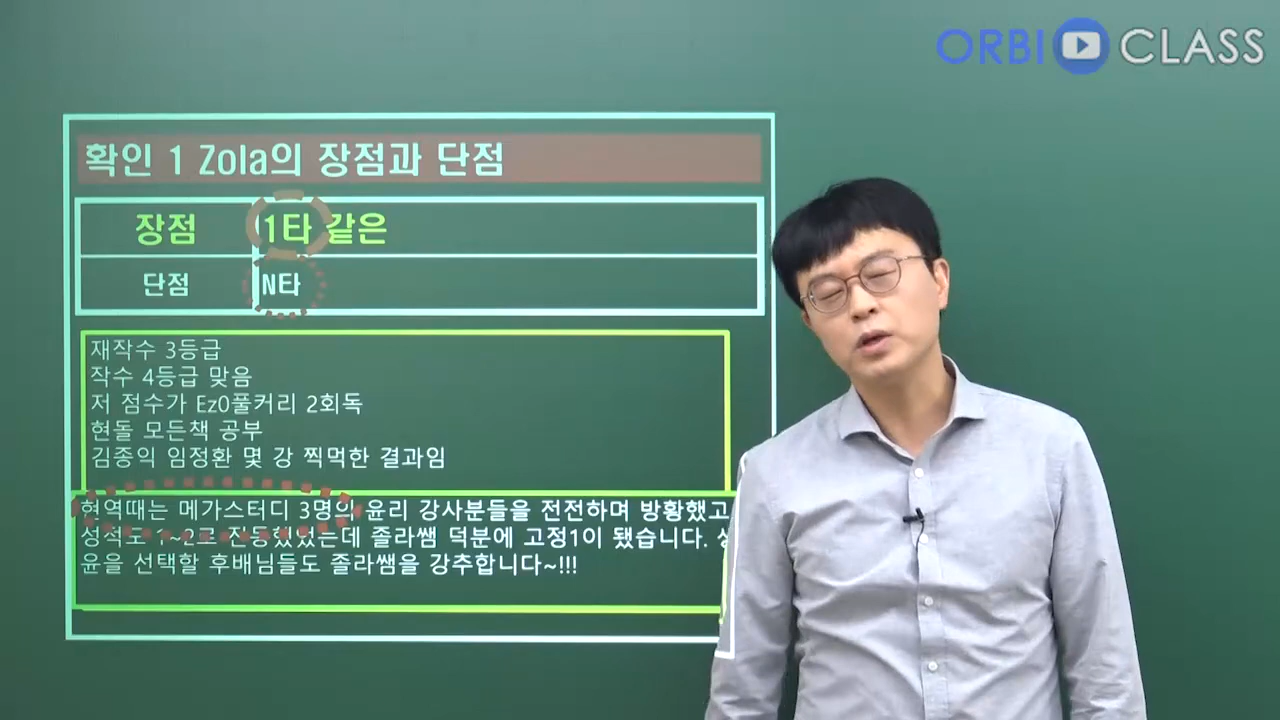 ORBI CLASS
확인 1 Zola의 장점과 단점
장점 1타 같은
단점 N타
재작수 3등급
작수 4등급 맞음
저 점수가 Ez0풀커리 2회독
현돌 모든책 공부
김종익 임정환 몇 강 찍먹한 결과임
현역때는 메가스터디 3명의 윤리 강사분들을 전전하며 방황했고
성적도 1~2로 진동했었는데 졸라쌤 덕분에 고정1이 됐습니다.
윤을 선택할 후배님들도 졸라쌤을 강추합니다~!!!